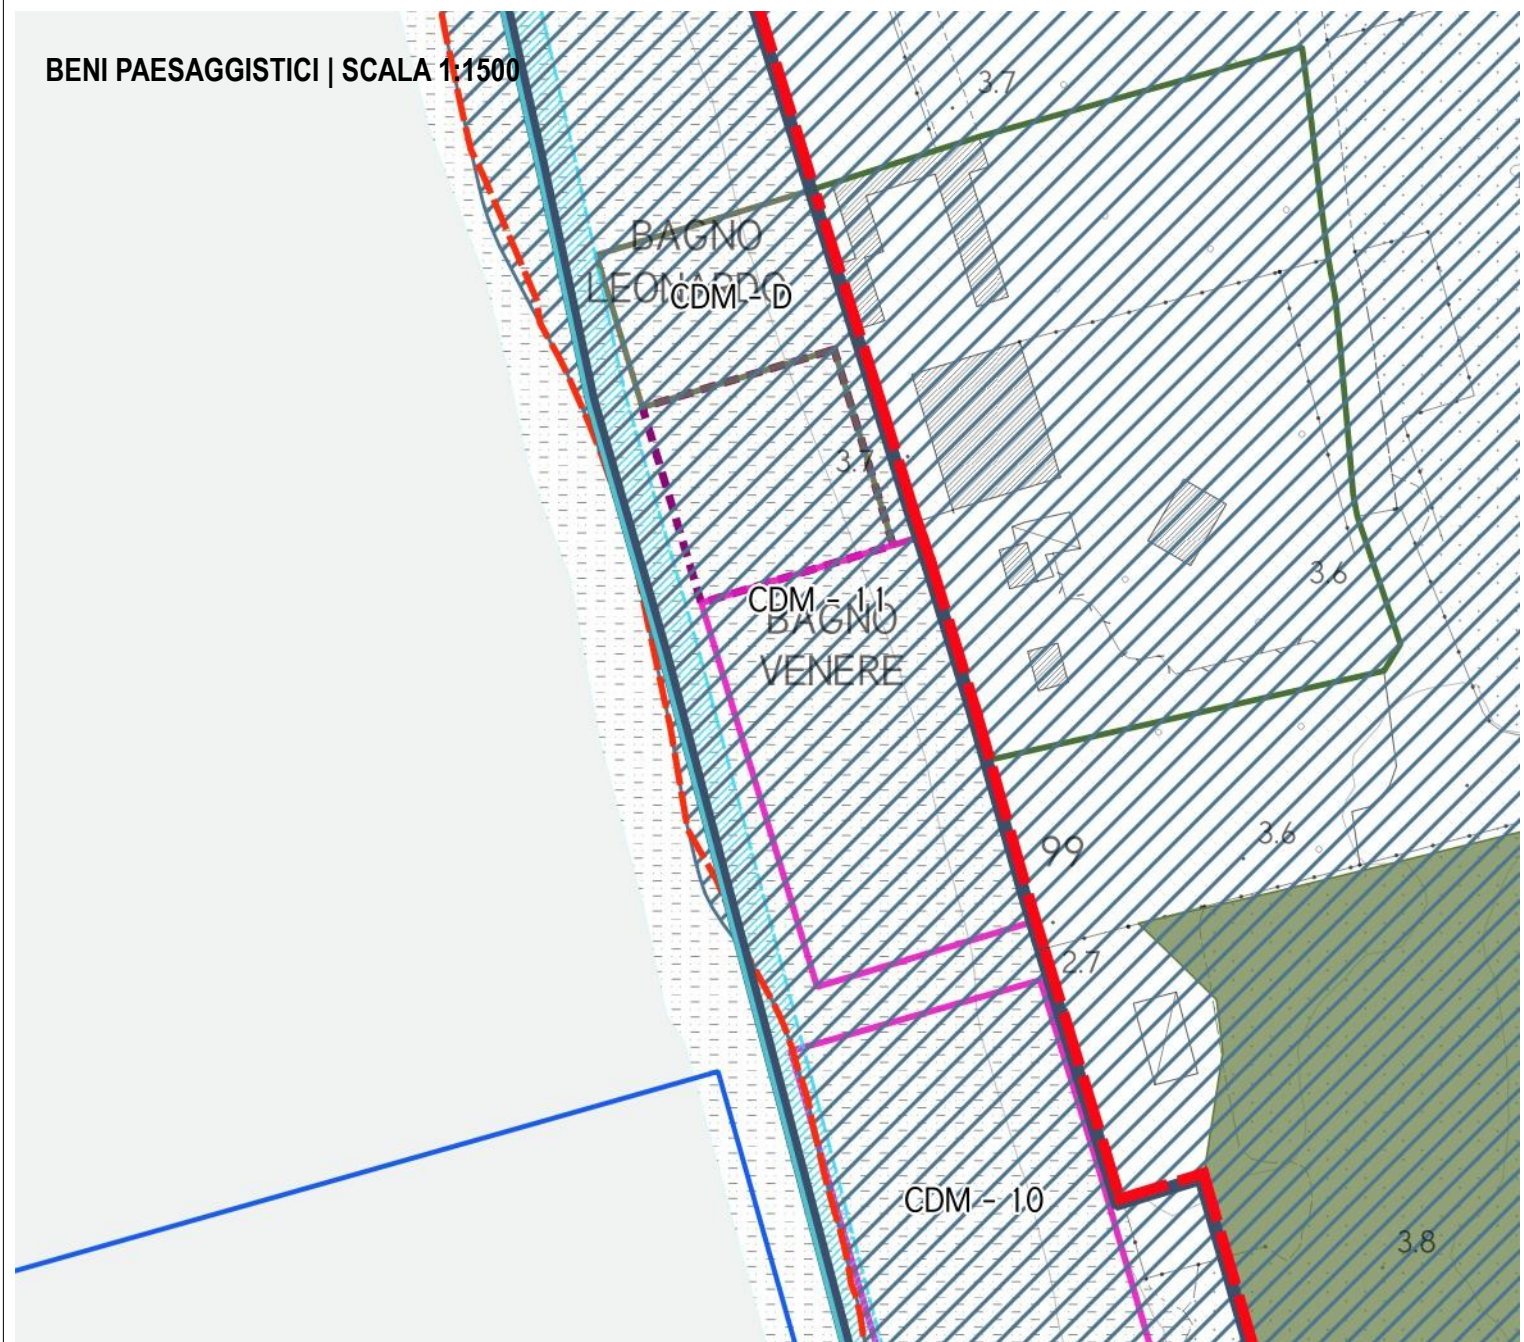 BENI PAESAGGISTICI | SCALA 1:1500
3.7
BAGNO
LEONARDO
CDM - D
3.7
3.6
CDM - 11
BAGNO
VENERE
3.6
99
2.7
CDM - 10
3.8